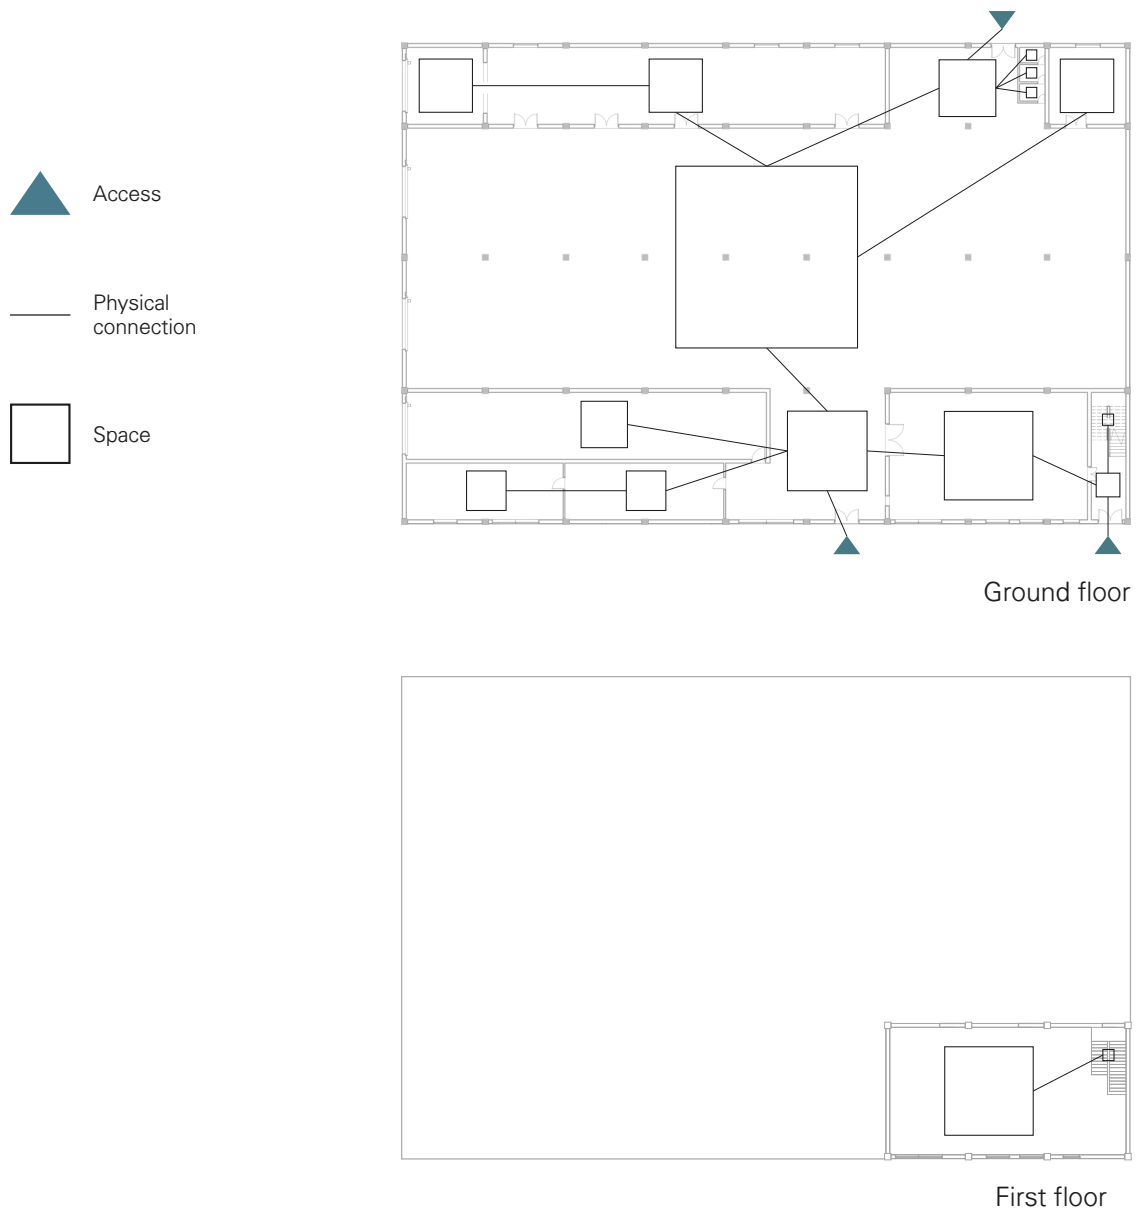 Access
Physical
connection
Space
Ground floor
First floor